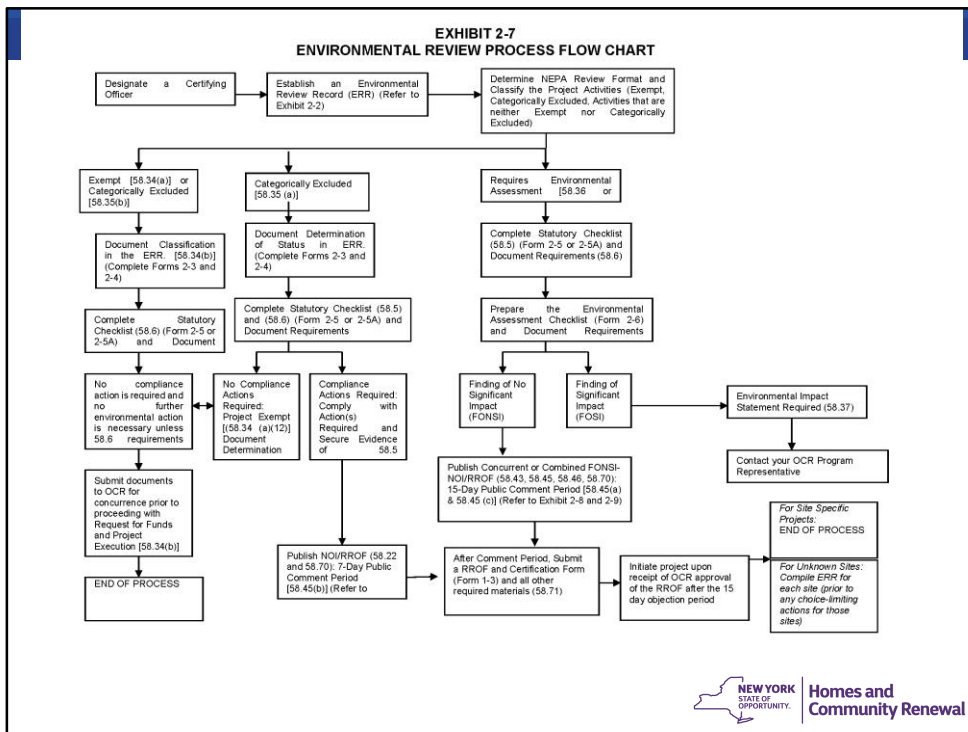 EXHIBIT 2-7
ENVIRONMENTAL REVIEW PROCESS FLOW CHART
Designate a Certifying
Officer
Establish an Environmental
Review Record (ERR) (Refer to
Exhibit 2-2)
Determine NEPA Review Format and
Classify the Project Activities (Exempt,
Categorically Excluded, Activities that are
neither Exempt nor Categorically
Excluded)
Exempt [58.34(a)] or
Categorically Excluded
[58.35(b)]
Categorically Excluded
[58.35 (a)]
Requires Environmental
Assessment [58.36 or
Document Classification
in the ERR. [58.34(b)]
(Complete Forms 2-3 and
2-4)
Document Determination
of Status in ERR.
(Complete Forms 2-3 and
2-4)
Complete Statutory Checklist
(58.5) (Form 2-5 or 2-5A) and
Document Requirements (58.6)
Complete Statutory
Checklist (58.6) (Form 2-5 or
2-5A) and Document
Complete Statutory Checklist (58.5)
and (58.6) (Form 2-5 or 2-5A) and
Document Requirements
Prepare the Environmental
Assessment Checklist (Form 2-6)
and Document Requirements
No compliance
action is required and
no further
environmental action
is necessary unless
58.6 requirements
No Compliance
Actions
Required:
Project Exempt
[(58.34 (a)(12)]
Document
Determination
Compliance
Actions Required:
Comply with
Action(s)
Required and
Secure Evidence
of 58.5
Finding of No
Significant
Impact
(FONSI)
Finding of
Significant
Impact
(FOSI)
Environmental Impact
Statement Required (58.37)
Contact your OCR Program
Representative
Submit documents
to OCR for
concurrence prior to
proceeding with
Request for Funds
and Project
Execution [58.34(b)]
Publish Concurrent or Combined FONSI-
NOI/RROF (58.43, 58.45, 58.46, 58.70):
15-Day Public Comment Period [58.45(a)
& 58.45 (c)] (Refer to Exhibit 2-8 and 2-9)
END OF PROCESS
Publish NOI/RROF (58.22
and 58.70): 7-Day Public
Comment Period
[58.45(b)] (Refer to
After Comment Period, Submit
a RROF and Certification Form
(Form 1-3) and all other
required materials (58.71)
Initiate project upon
receipt of OCR approval
of the RROF after the 15
day objection period
For Site Specific
Projects:
END OF PROCESS
For Unknown Sites:
Compile ERR for
each site (prior to
any choice-limiting
actions for those
sites)
NEW YORK
STATE OF
OPPORTUNITY.
Homes and
Community Renewal